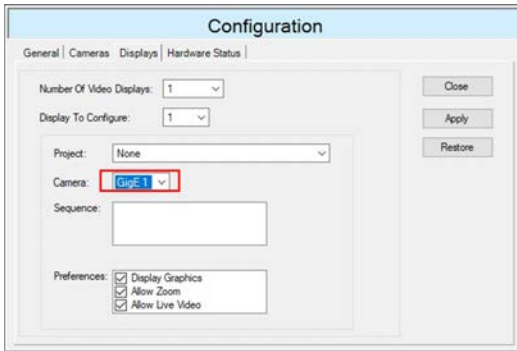 Configuration
General Cameras Displays Hardware Status
Number Of Video Displays: 1
Close
Display To Configure: 1
Apply
Project: None
Restore
Camera: GigE 1
Sequence:
Preferences: Display Graphics
Allow Zoom
Allow Live Video